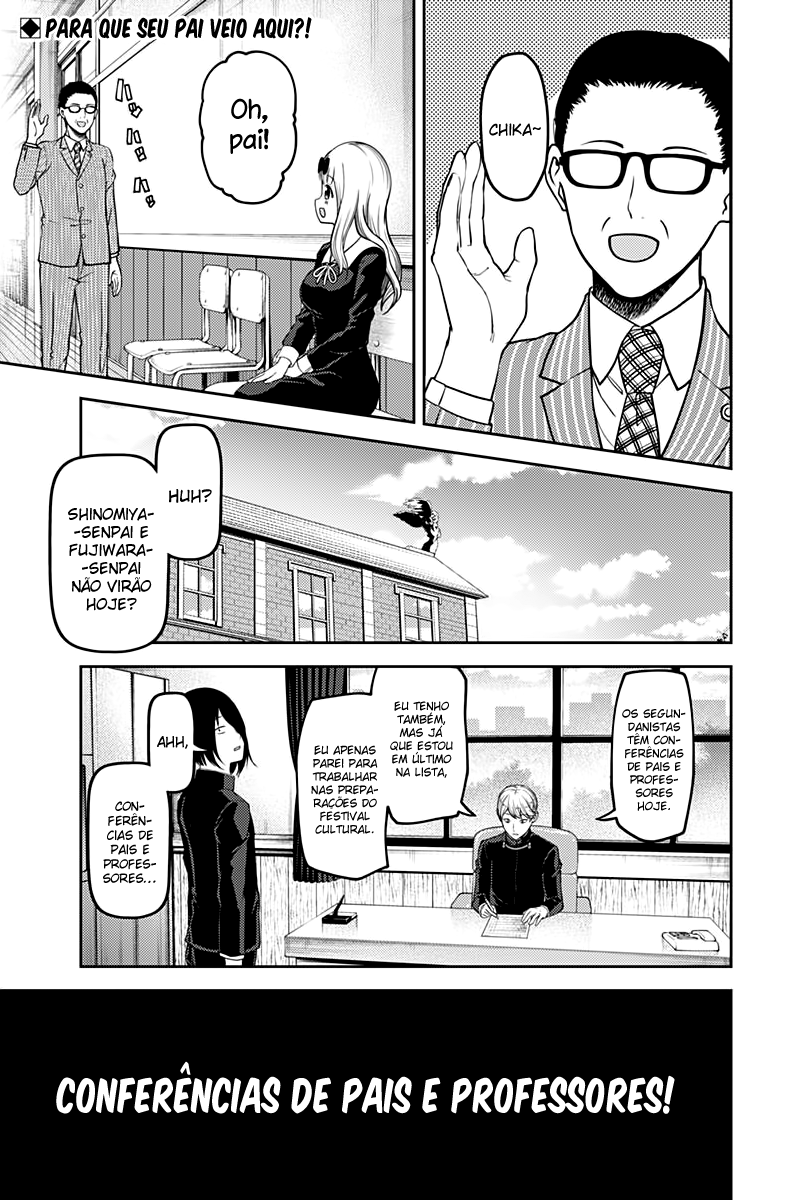 ◆ PARA QUE SEU PAI VEIO AQUI?!
CHIKA~
Oh,
pai!
HUH?
SHINOMIYA-
-SENPAI E
FUJIWARA-
-SENPAI
NÃO VIRÃO
HOJE?
OS SEGUN-
DANISTAS
TÊM CON-
FERÊNCIAS
DE PAIS E
PROFES-
SORES
HOJE.
EU TENHO
TAMBÉM,
MAS JÁ
QUE ESTOU
EM ÚLTIMO
NA LISTA,
EU APENAS
PAREI PARA
TRABALHAR
NAS PREPA-
RAÇÕES DO
FESTIVAL
CULTURAL.
AHH,
CON-
FERÊN-
CIAS DE
PAIS E
PROFES-
SORES...
CONFERÊNCIAS DE PAIS E PROFESSORES!